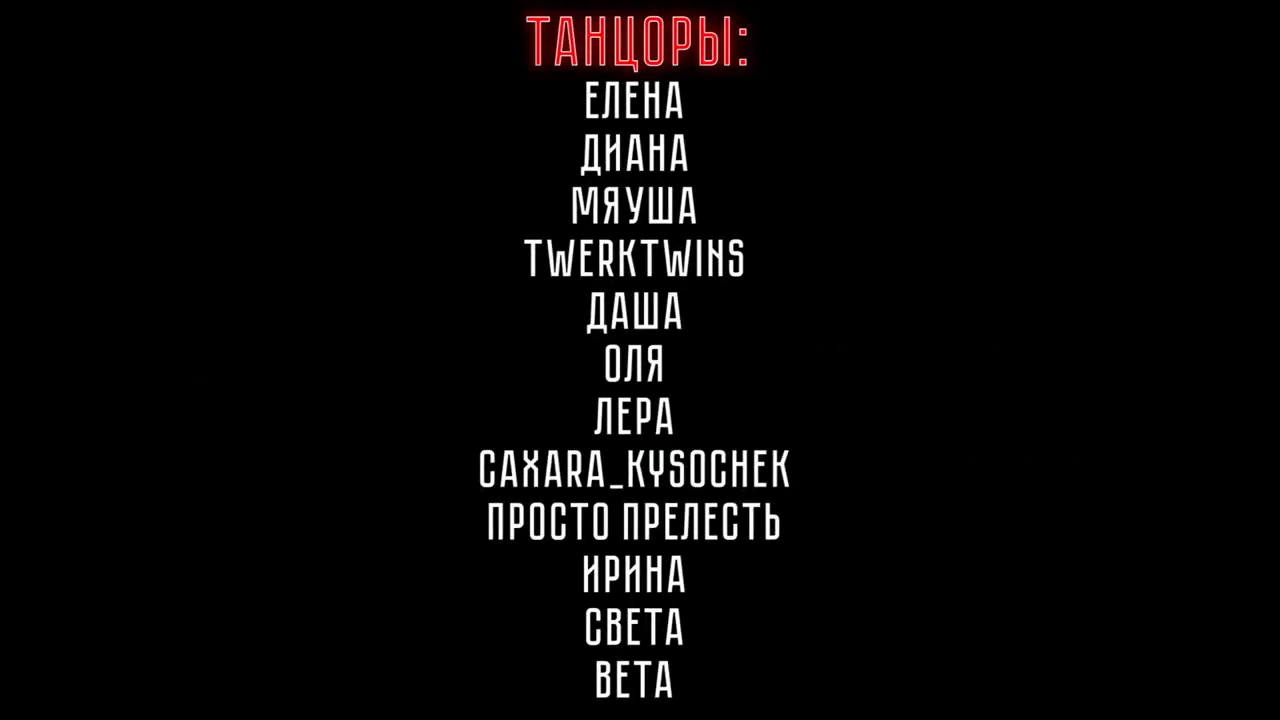 ТАНЦОРЫ:
ЕЛЕНА
ДИАНА
МЯУША
TWERKTWINS
ДАША
ОЛЯ
ЛЕРА
CAXARA_KYSOCHEK
ПРОСТО ПРЕЛЕСТЬ
ИРИНА
СВЕТА
ВЕТА